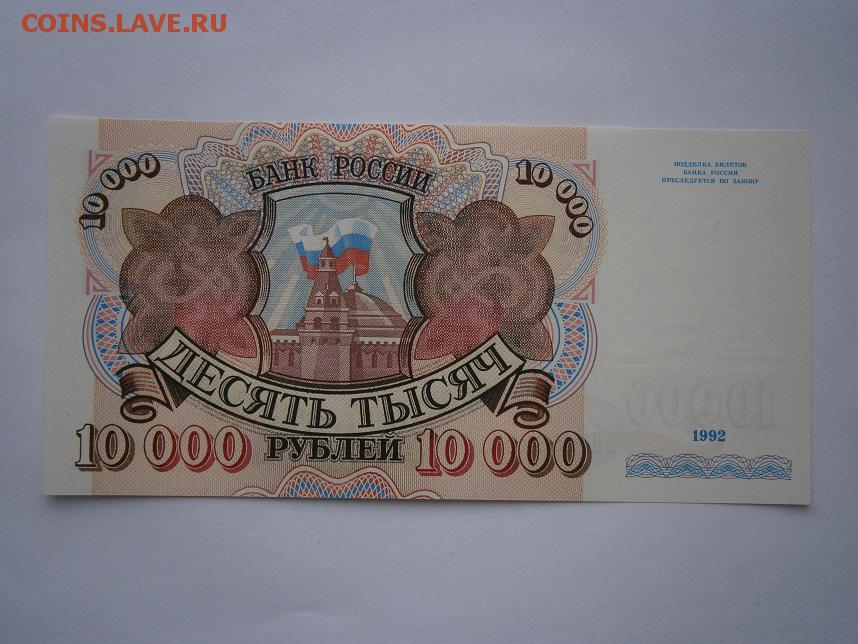 COINS.LAVE.RU
10 000
БАНК РОССИИ
10 000
ПОДДЕЛКА БИЛЕТОВ
БАНКА РОССИИ
ПРЕСЛЕДУЕТСЯ ПО ЗАКОНУ
ДЕСЯТЬ ТЫСЯЧ
10 000 РУБЛЕЙ 10 000
1992